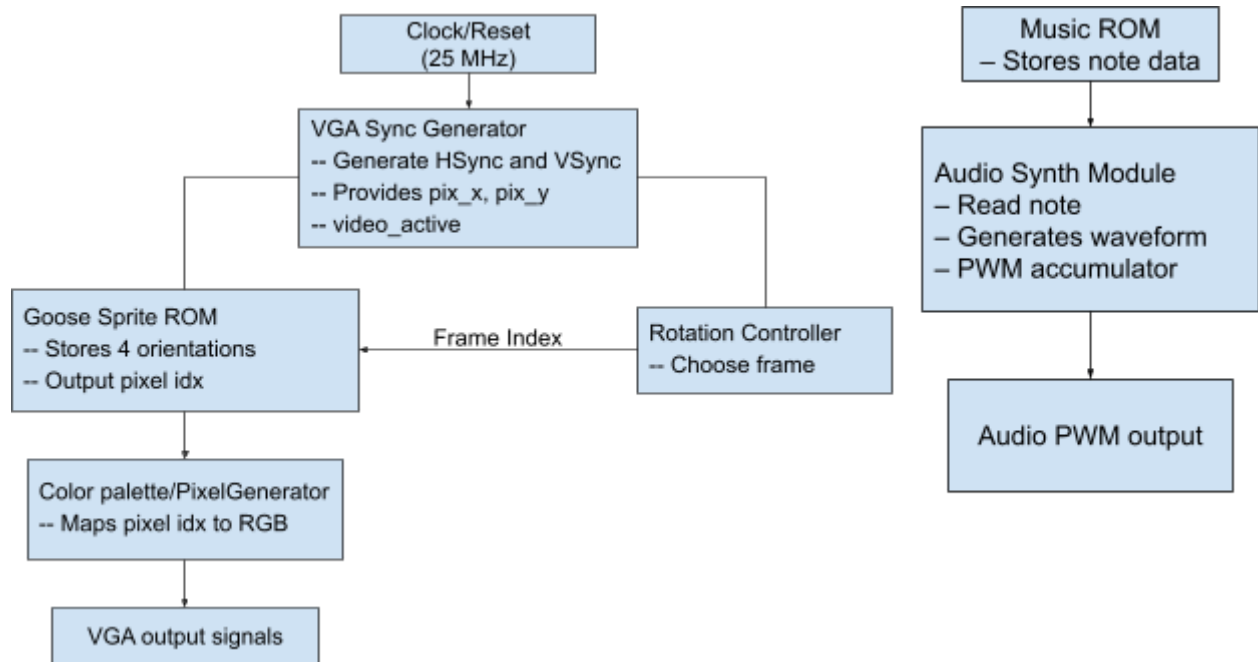 Clock/Reset
(25 MHz)
VGA Sync Generator
-- Generate HSync and VSync
-- Provides pix_x, pix_y
-- video_active
Goose Sprite ROM
-- Stores 4 orientations
-- Output pixel idx
Frame Index
Rotation Controller
-- Choose frame
Color palette/PixelGenerator
-- Maps pixel idx to RGB
VGA output signals
Music ROM
– Stores note data
Audio Synth Module
– Read note
– Generates waveform
– PWM accumulator
Audio PWM output